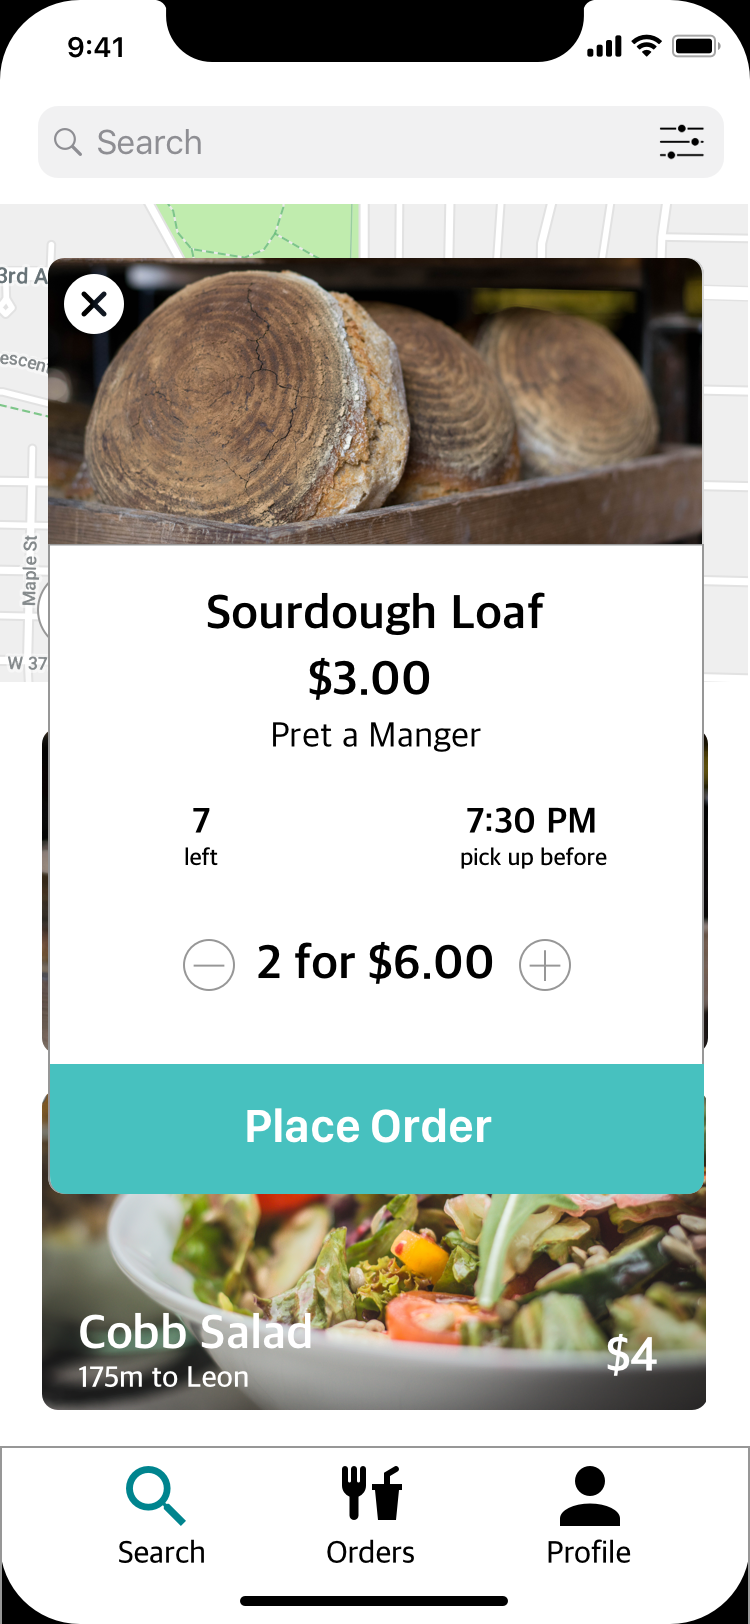 9:41
Search
3rd A
escen
Maple St
W 37
Sourdough Loaf
$3.00
Pret a Manger
7
left
7:30 PM
pick up before
2 for $6.00
Place Order
Cobb Salad
175m to Leon
$4
Search
Orders
Profile